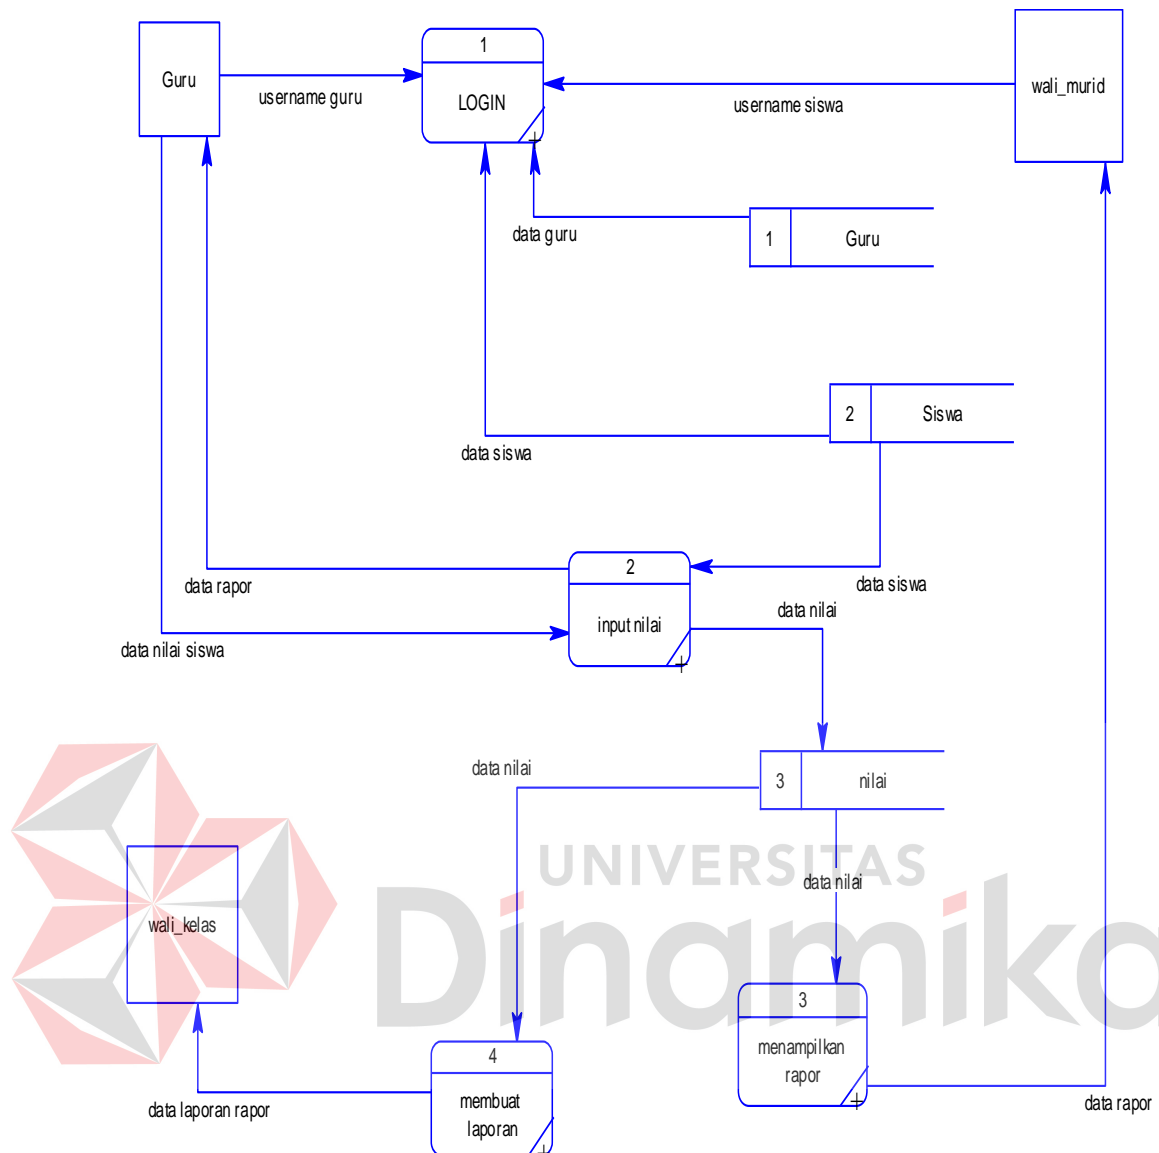 Guru
1
LOGIN
wali_murid
username guru
username siswa
data guru
1
Guru
2
Siswa
data siswa
2
input nilai
data rapor
data siswa
data nilai
data nilai siswa
data nilai
3
nilai
UNIVERSITAS
Dinamika
data nilai
wali_kelas
3
menampilkan
rapor
4
membuat
laporan
data laporan rapor
data rapor